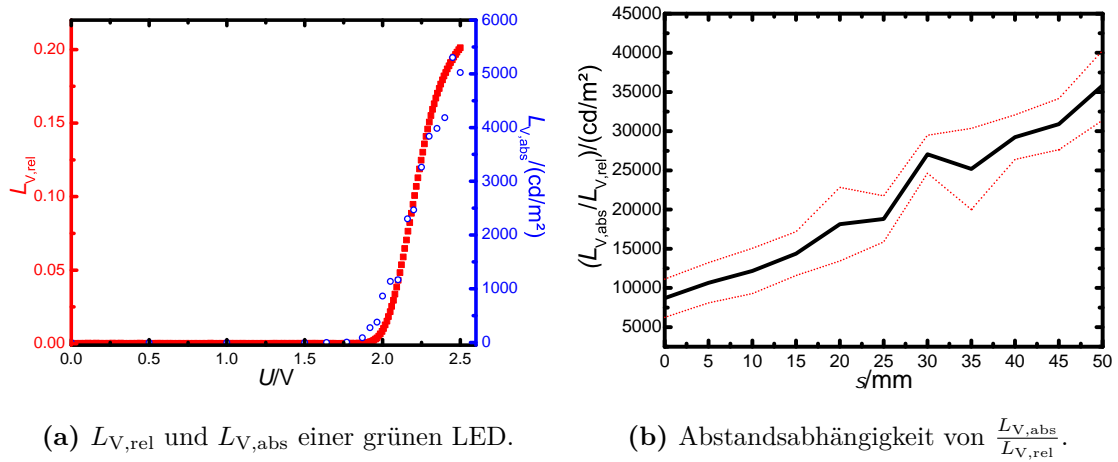 0.20
0.15
0.10
0.05
0.00
L_V,rel
0.0 0.5 1.0 1.5 2.0 2.5
U/V
6000
5000
4000
3000
2000
1000
0
L_V,abs/(cd/m²)
45000
40000
35000
30000
25000
20000
15000
10000
5000
(L_V,abs/L_V,rel)/(cd/m²)
0 5 10 15 20 25 30 35 40 45 50
s/mm
(a) L_V,rel und L_V,abs einer grünen LED.
(b) Abstandsabhängigkeit von L_V,abs/L_V,rel.